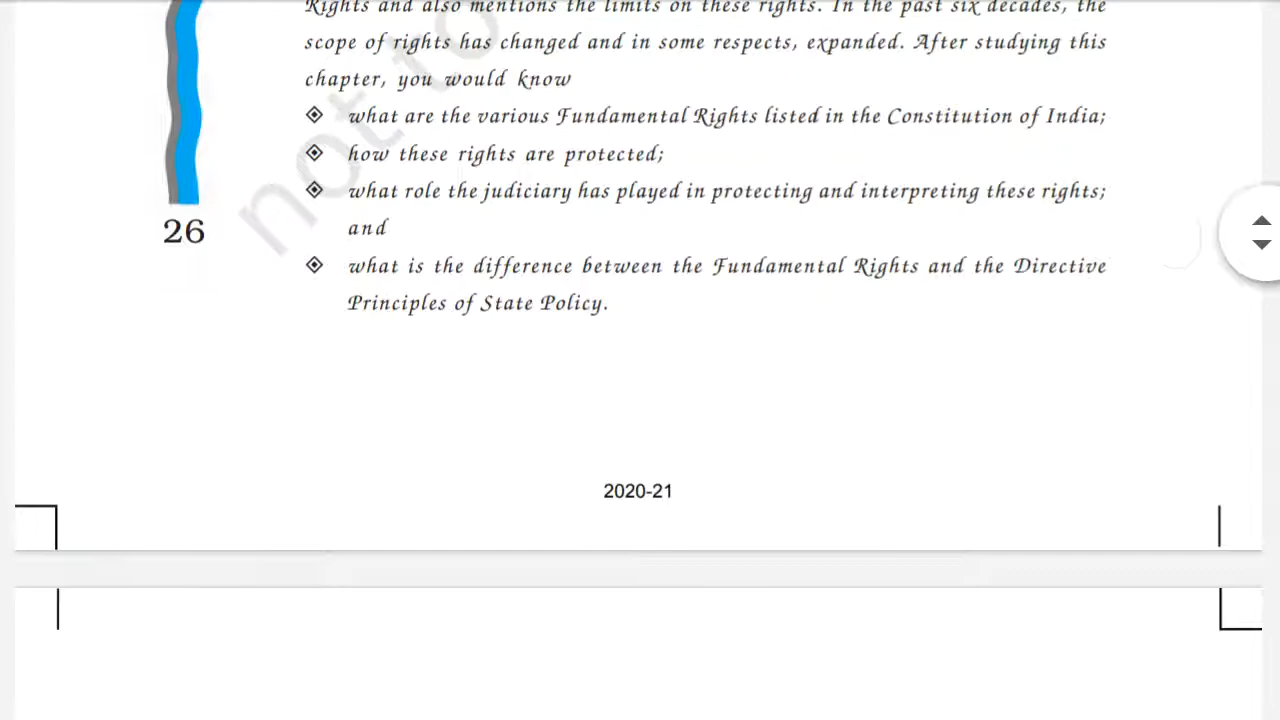 Rights and also mentions the limits on these rights. In the past six decades, the
scope of rights has changed and in some respects, expanded. After studying this
chapter, you would know
what are the various Fundamental Rights listed in the Constitution of India;
how these rights are protected;
what role the judiciary has played in protecting and interpreting these rights;
and
26
what is the difference between the Fundamental Rights and the Directive
Principles of State Policy.
not to
2020-21